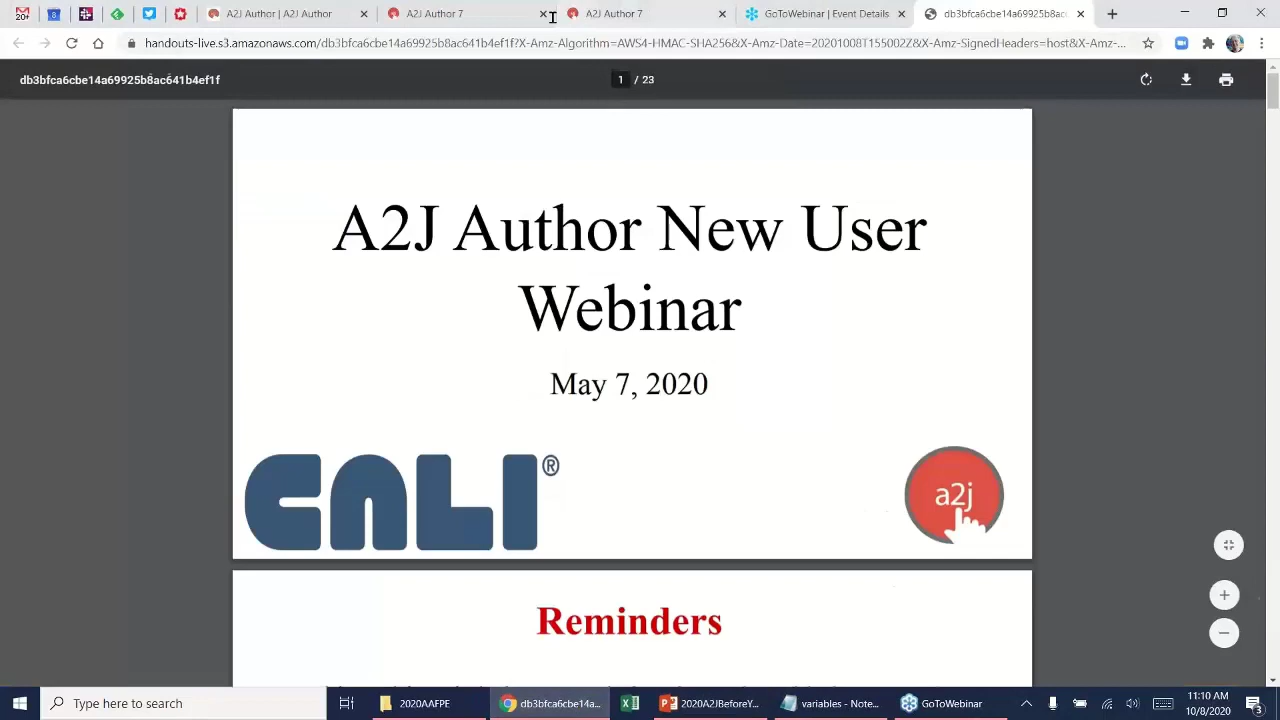 20+
8
A2J Author | A2J Author
A2J Author 7
A2J Author 7
GoToWebinar | Event Details
db3bfca6cbe14a69925b8ac
handouts-live.s3.amazonaws.com/db3bfca6cbe14a69925b8ac641b4ef1f?X-Amz-Algorithm=AWS4-HMAC-SHA256&X-Amz-Date=20201008T155002Z&X-Amz-SignedHeaders=host&X-Amz-...
db3bfca6cbe14a69925b8ac641b4ef1f
1 / 23
A2J Author New User
Webinar
May 7, 2020
CALI®
a2j
Reminders
Type here to search
2020AAFPE
db3bfca6cbe14a...
2020A2JBeforeY...
variables - Note...
GoToWebinar
11:10 AM
10/8/2020
3